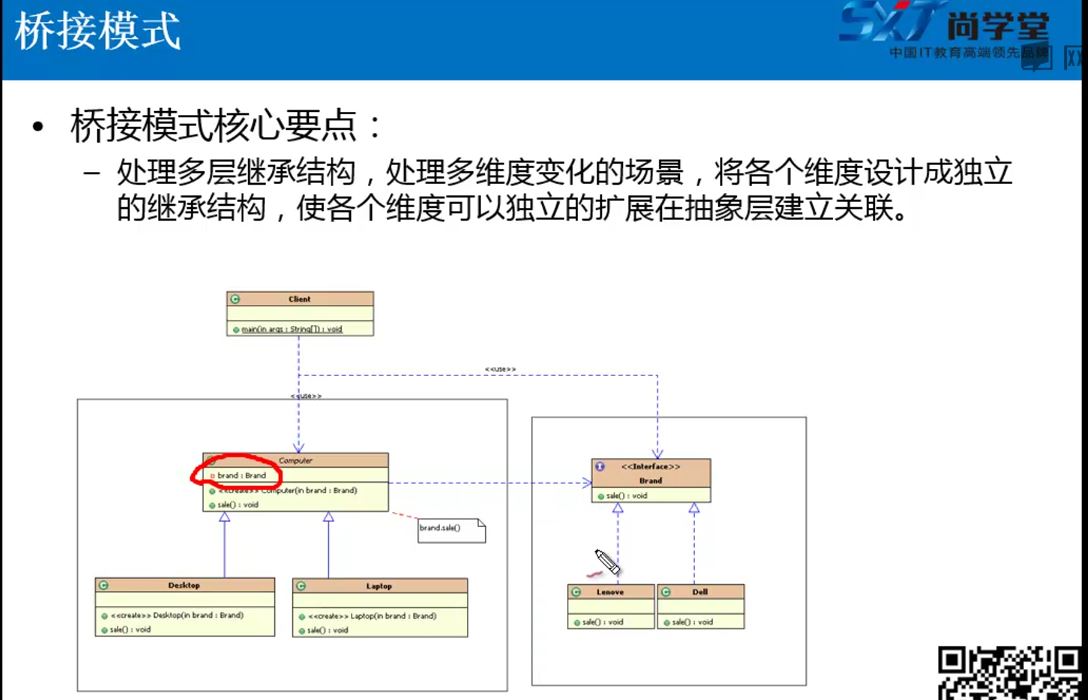 桥接模式
SXT 尚学堂
中国IT教育高端领先品牌
• 桥接模式核心要点：
– 处理多层继承结构，处理多维度变化的场景，将各个维度设计成独立
的继承结构，使各个维度可以独立的扩展在抽象层建立关联。
Client
main(in args : String[]) : void
<<use>>
<<use>>
Computer
brand : Brand
<<create>> Computer(in brand : Brand)
sale() : void
brand.sale()
<<Interface>>
Brand
sale() : void
Desktop
<<create>> Desktop(in brand : Brand)
sale() : void
Laptop
<<create>> Laptop(in brand : Brand)
sale() : void
Lenove
sale() : void
Dell
sale() : void